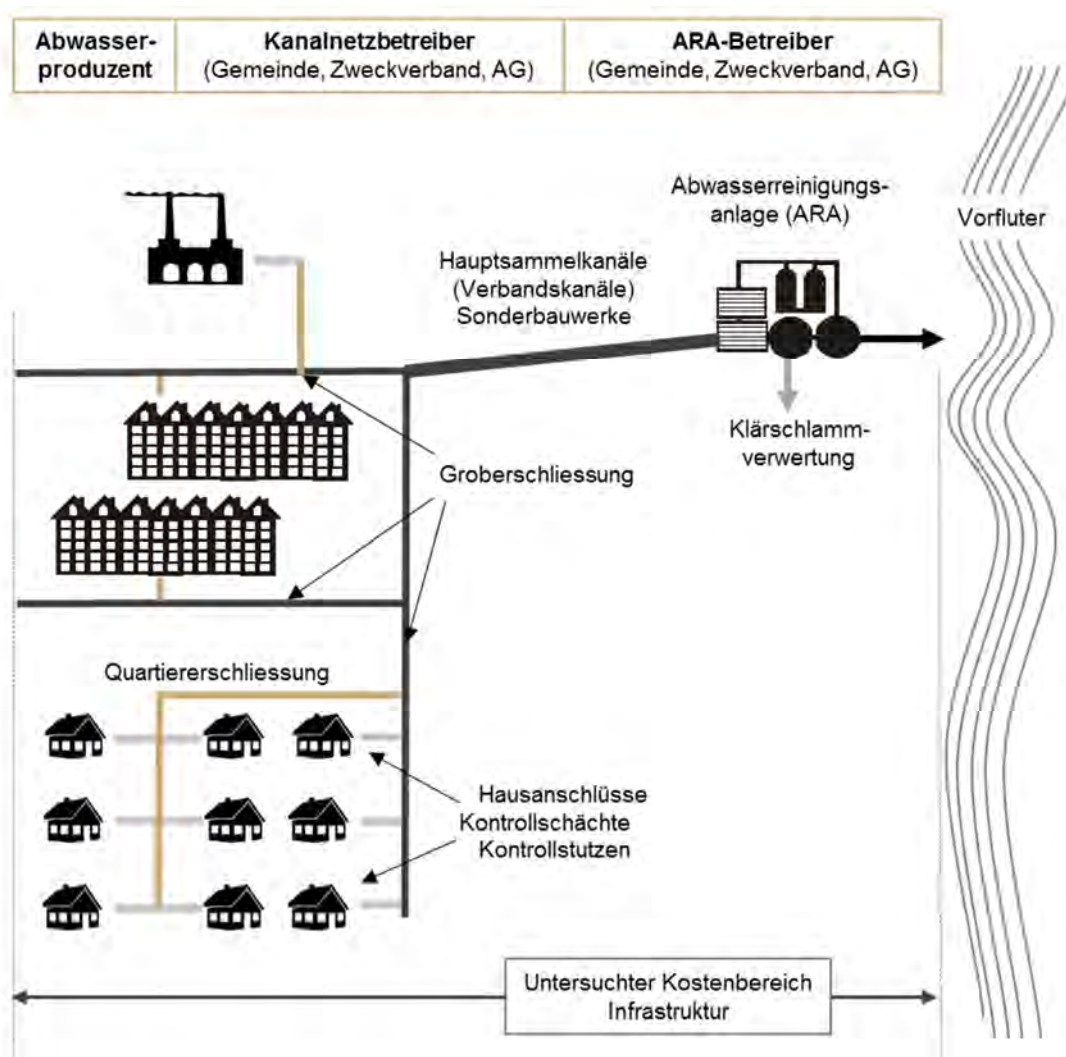 Abwasser-
produzent
Kanalnetzbetreiber
(Gemeinde, Zweckverband, AG)
ARA-Betreiber
(Gemeinde, Zweckverband, AG)
Abwasserreinigungs-
anlage (ARA)
Vorfluter
Hauptsammelkanäle
(Verbandskanäle)
Sonderbauwerke
Klärschlamm-
verwertung
Groberschliessung
Quartiererschliessung
Hausanschlüsse
Kontrollschächte
Kontrollstutzen
Untersuchter Kostenbereich
Infrastruktur